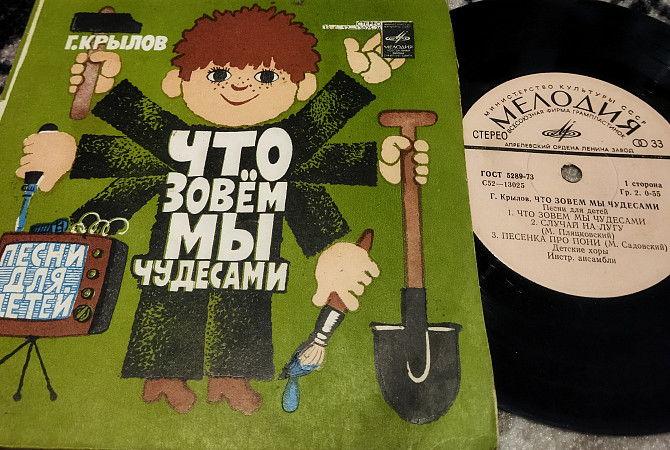 Г. КРЫЛОВ
СТЕРЕО
МЕЛОДИЯ
ЧТО
ЗОВЁМ
МЫ
ЧУДЕСАМИ
ПЕСНИ
ДЛЯ
ДЕТЕЙ
МИНИСТЕРСТВО КУЛЬТУРЫ СССР
МЕЛОДИЯ
ВСЕСОЮЗНАЯ ФИРМА ГРАМПЛАСТИНОК
СТЕРЕО
33
АПРЕЛЕВСКИЙ ОРДЕНА ЛЕНИНА ЗАВОД
ГОСТ 5289-73
С52—13025
1 сторона
Гр. 2. 0-55
Г. Крылов. ЧТО ЗОВЕМ МЫ ЧУДЕСАМИ
Песни для детей
1. ЧТО ЗОВЕМ МЫ ЧУДЕСАМИ
2. СЛУЧАЙ НА ЛУГУ
(М. Пляцковский)
3. ПЕСЕНКА ПРО ПОНИ (М. Садовский)
Детские хоры
Инстр. ансамбли